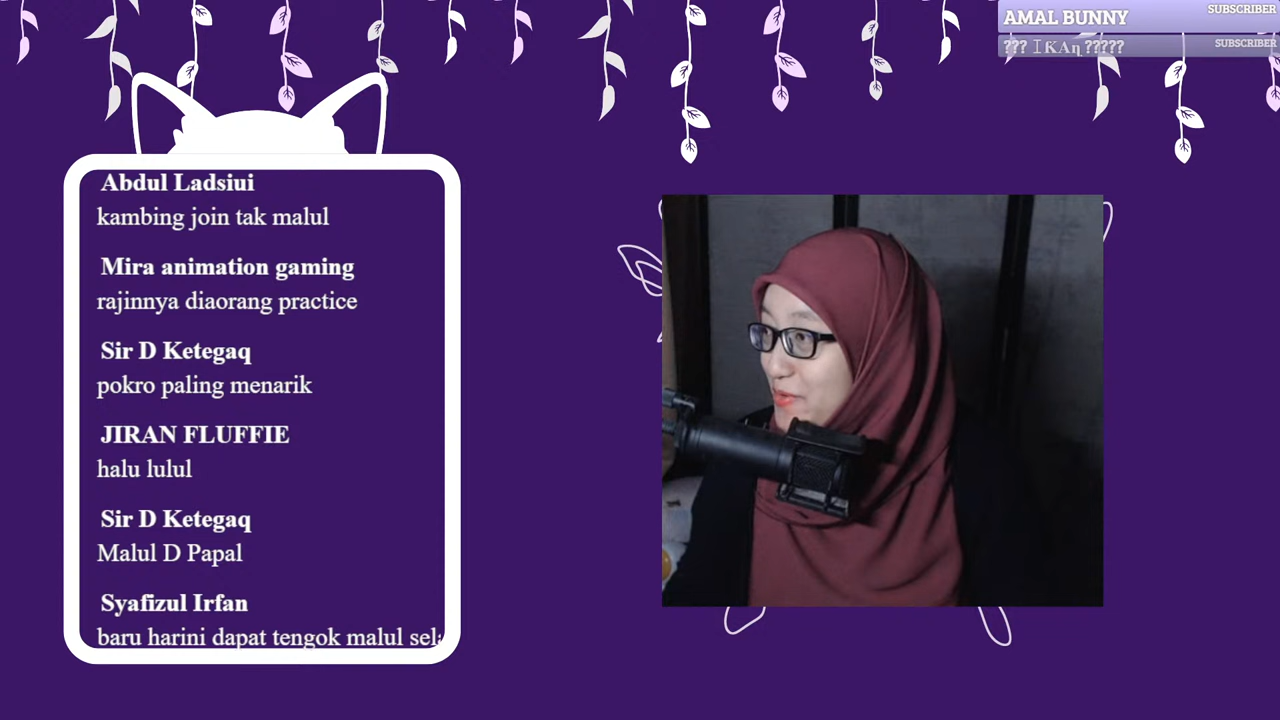 AMAL BUNNY
SUBSCRIBER
SUBSCRIBER
Abdul Ladsiui
kambing join tak malul
Mira animation gaming
rajinnya diaorang practice
Sir D Ketegaq
pokro paling menarik
JIRAN FLUFFIE
halu lulul
Sir D Ketegaq
Malul D Papal
Syafizul Irfan
baru harini dapat tengok malul